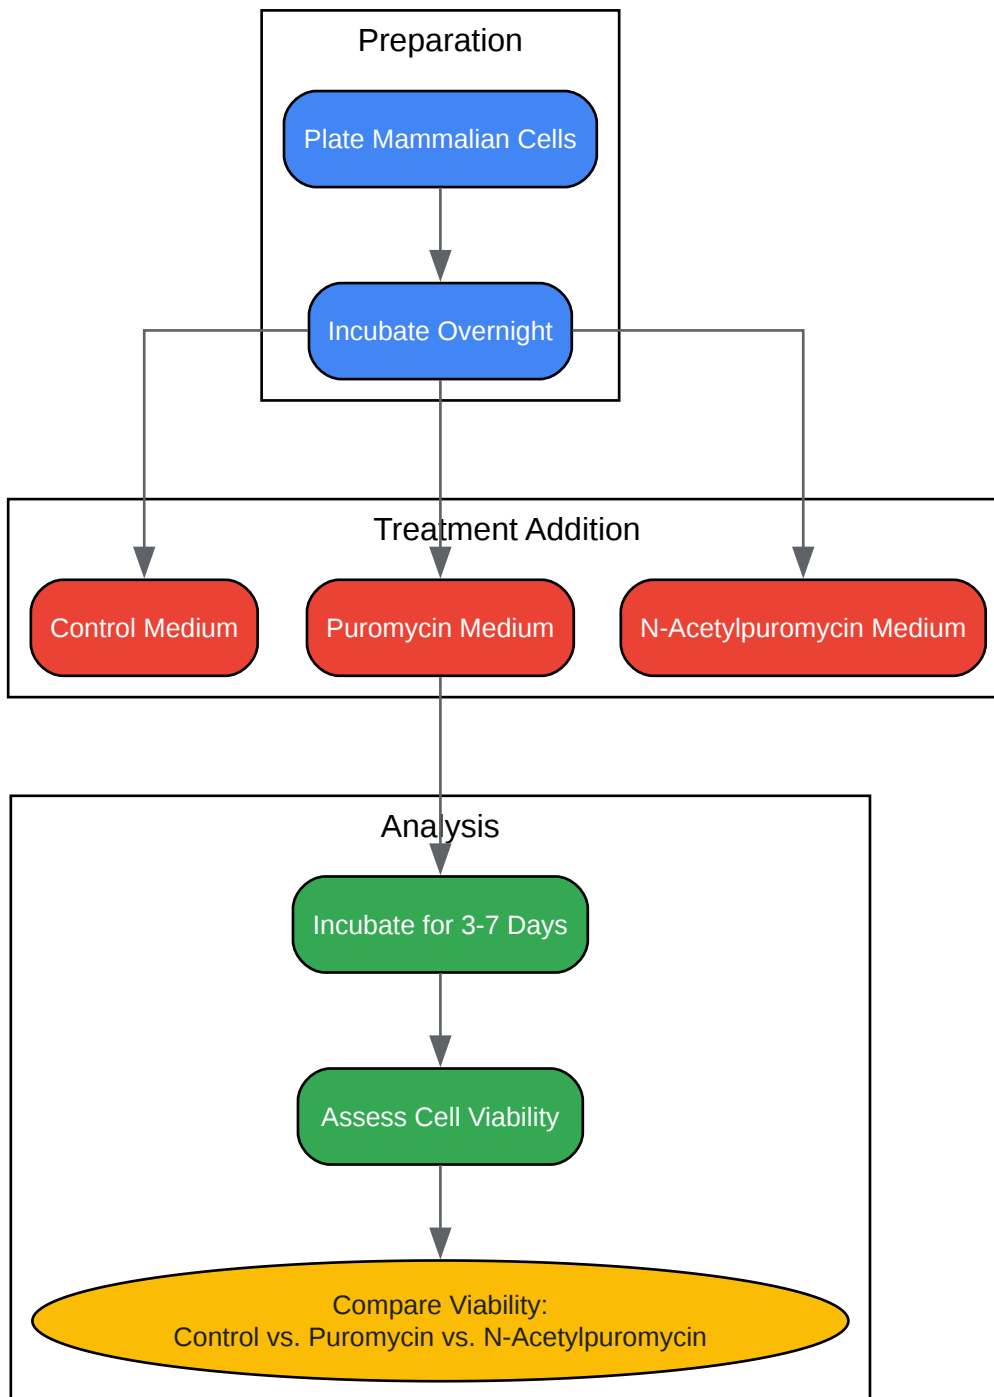 Preparation
Plate Mammalian Cells
Incubate Overnight
Treatment Addition
Control Medium
Puromycin Medium
N-Acetylpuromycin Medium
Analysis
Incubate for 3-7 Days
Assess Cell Viability
Compare Viability:
Control vs. Puromycin vs. N-Acetylpuromycin